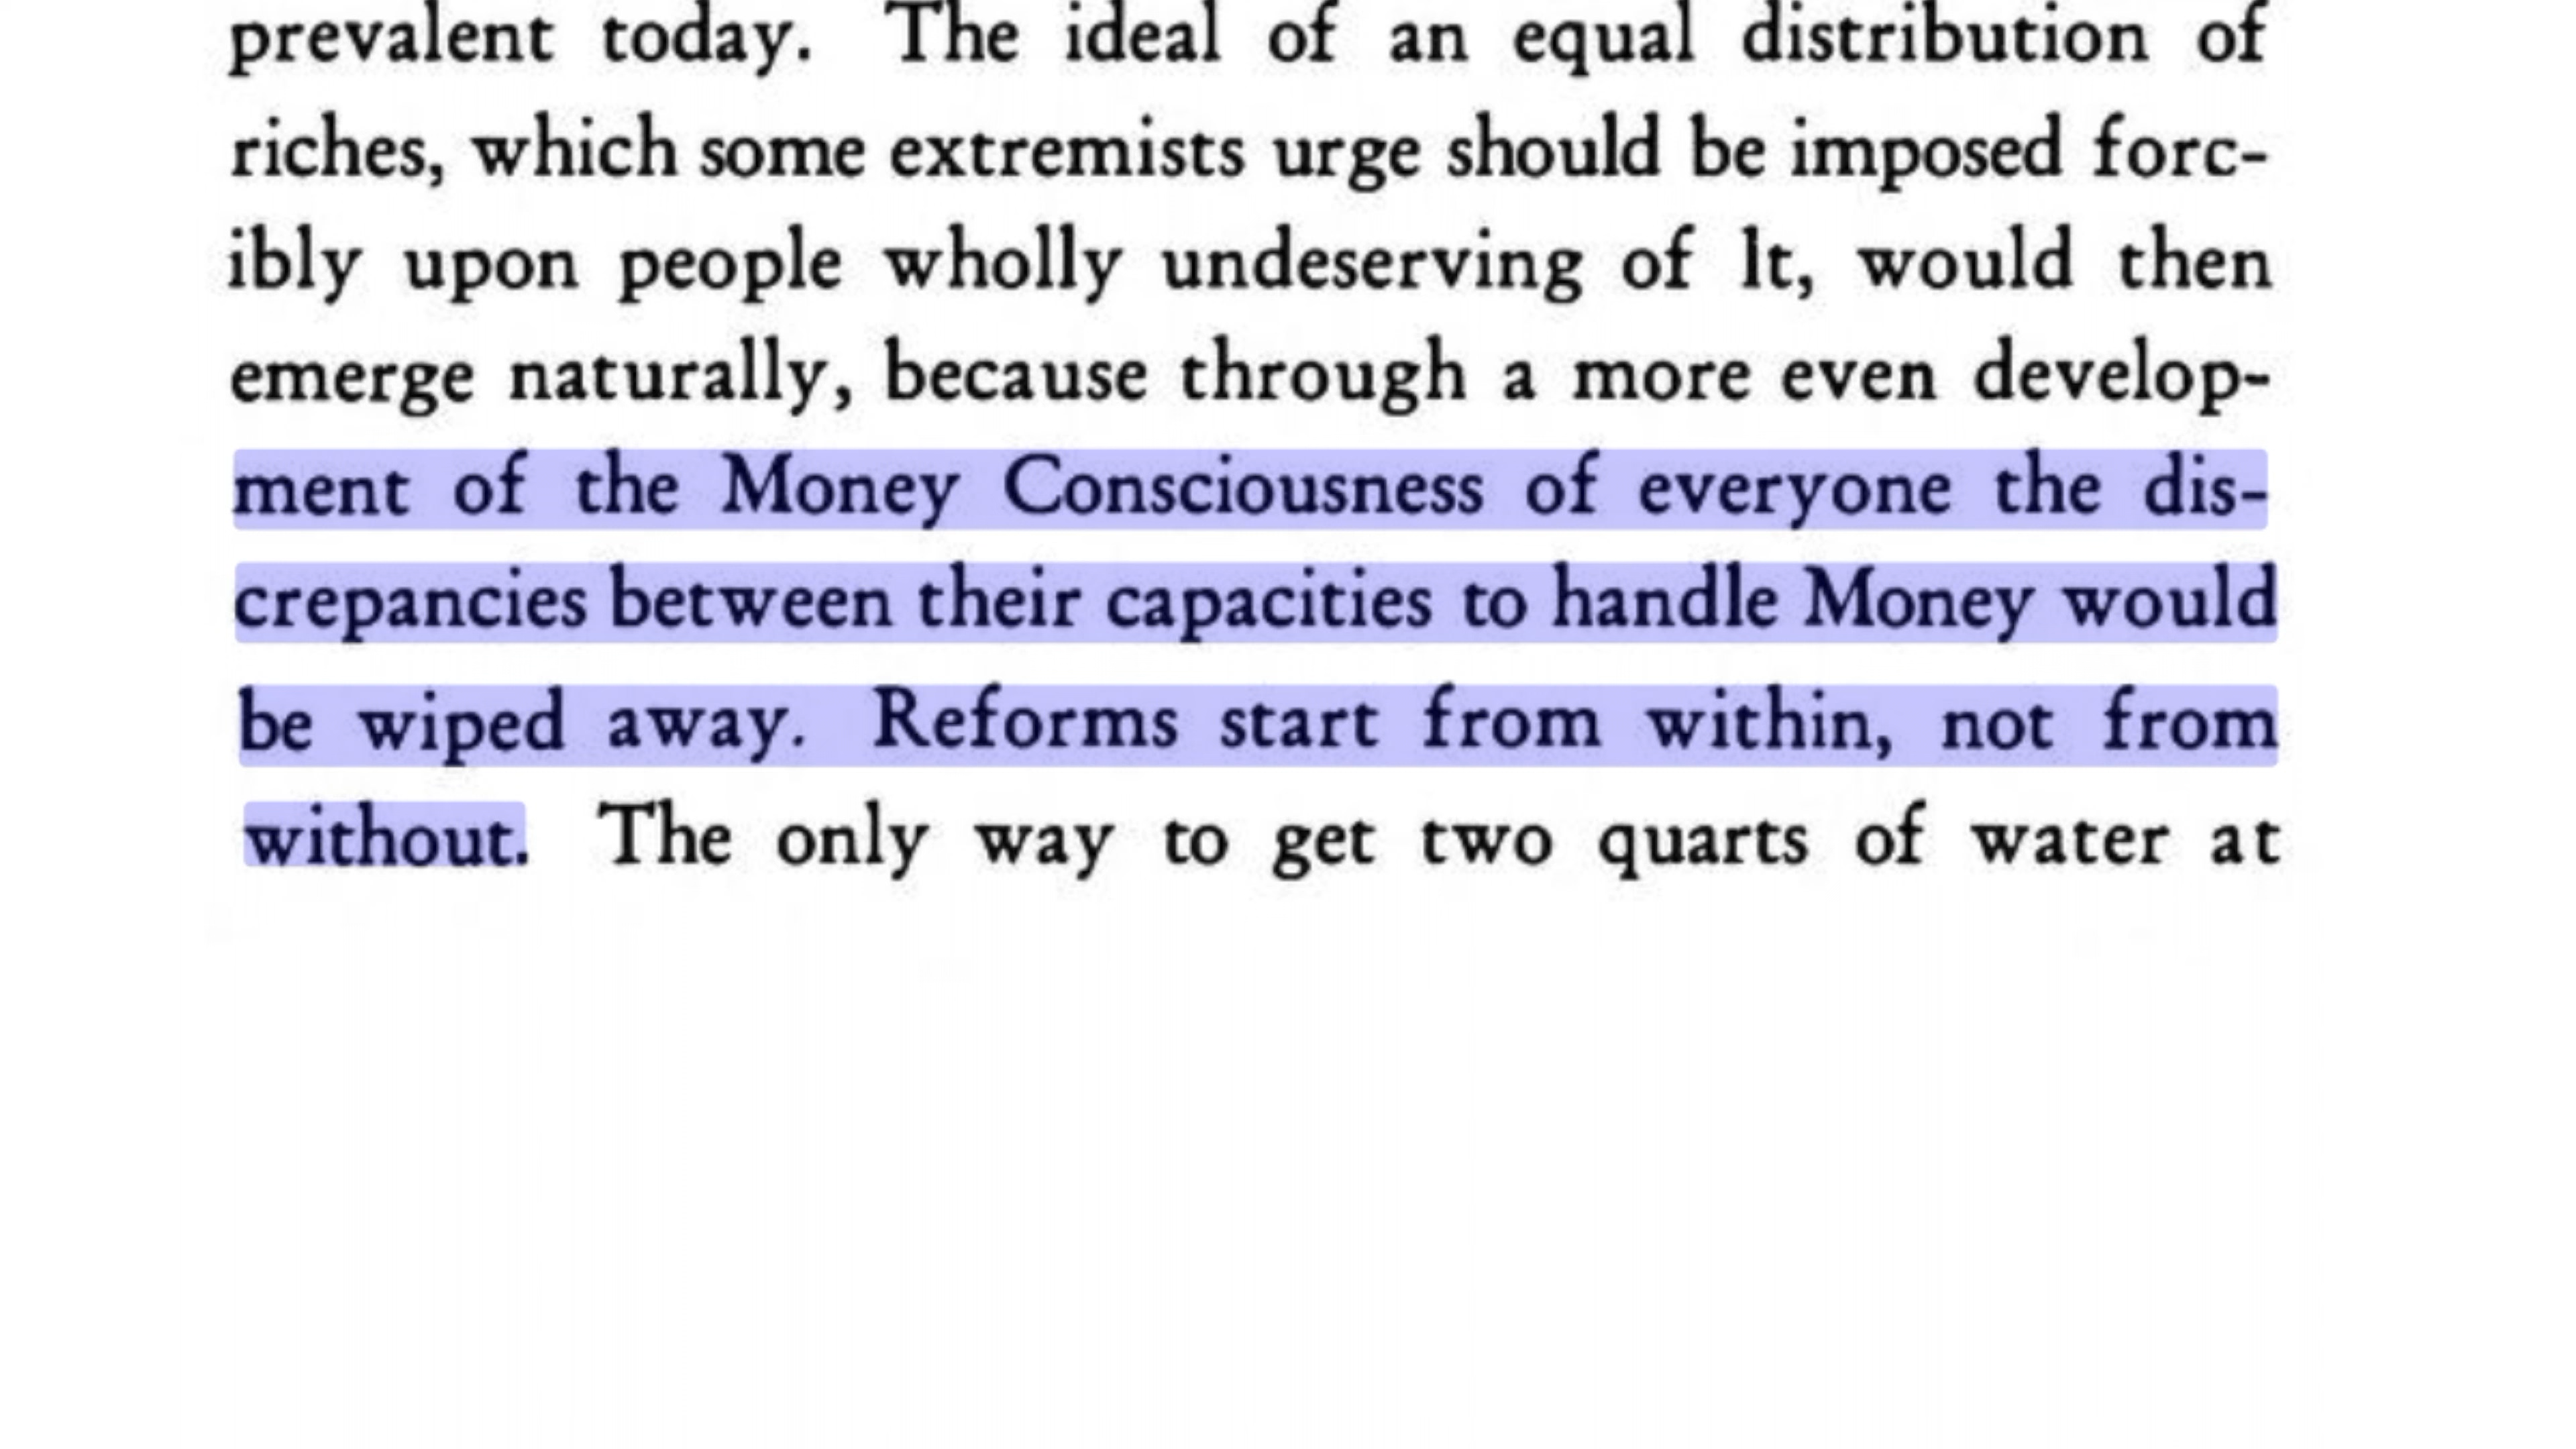 prevalent today. The ideal of an equal distribution of
riches, which some extremists urge should be imposed forc-
ibly upon people wholly undeserving of It, would then
emerge naturally, because through a more even develop-
ment of the Money Consciousness of everyone the dis-
crepancies between their capacities to handle Money would
be wiped away. Reforms start from within, not from
without. The only way to get two quarts of water at